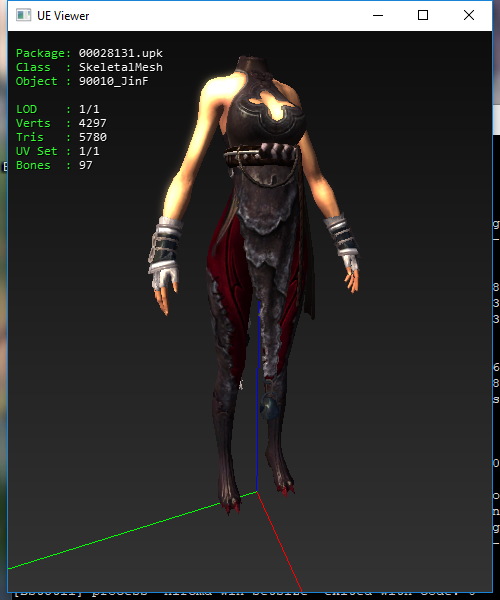 UE Viewer
Package: 00028131.upk
Class : SkeletalMesh
Object : 90010_JinF
LOD : 1/1
Verts : 4297
Tris : 5780
UV Set : 1/1
Bones : 97